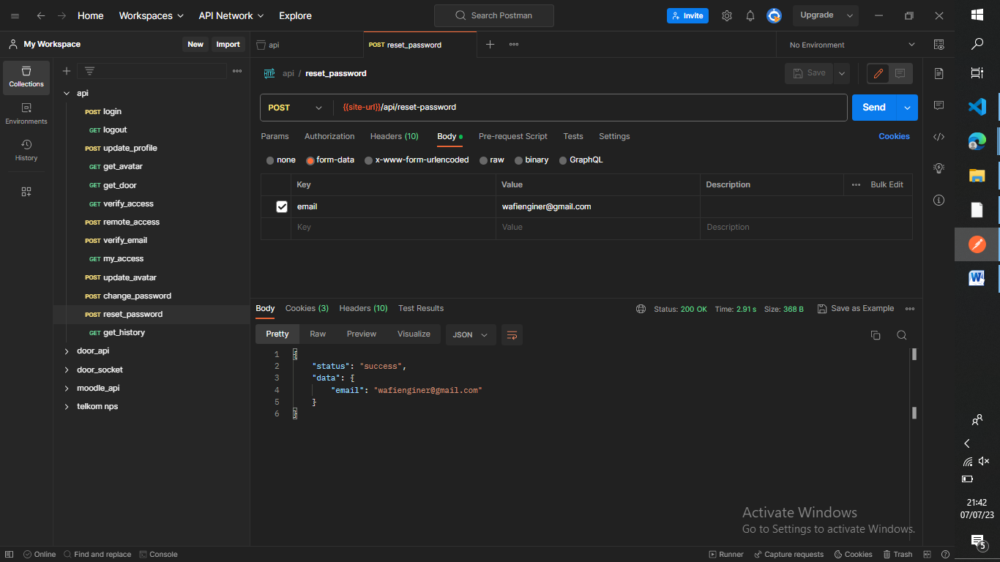 Home Workspaces API Network Explore Search Postman Invite Upgrade
My Workspace New Import api POST reset_password No Environment
Collections
Environments
History
api
POST login
GET logout
POST update_profile
GET get_avatar
GET get_door
GET verify_access
POST remote_access
POST verify_email
GET my_access
POST update_avatar
POST change_password
POST reset_password
GET get_history
door_api
door_socket
moodle_api
telkom nps
HTTP api / reset_password Save
POST {{site-url}}/api/reset-password Send
Params Authorization Headers (10) Body Pre-request Script Tests Settings Cookies
none form-data x-www-form-urlencoded raw binary GraphQL
Key Value Description Bulk Edit
email wafienginer@gmail.com
Key Value Description
Body Cookies (3) Headers (10) Test Results Status: 200 OK Time: 2.91 s Size: 368 B Save as Example
Pretty Raw Preview Visualize JSON
1 {
2 "status": "success",
3 "data": {
4 "email": "wafienginer@gmail.com"
5 }
6 }
Activate Windows
Go to Settings to activate Windows.
Online Find and replace Console Runner Capture requests Cookies Trash
21:42
07/07/23
5